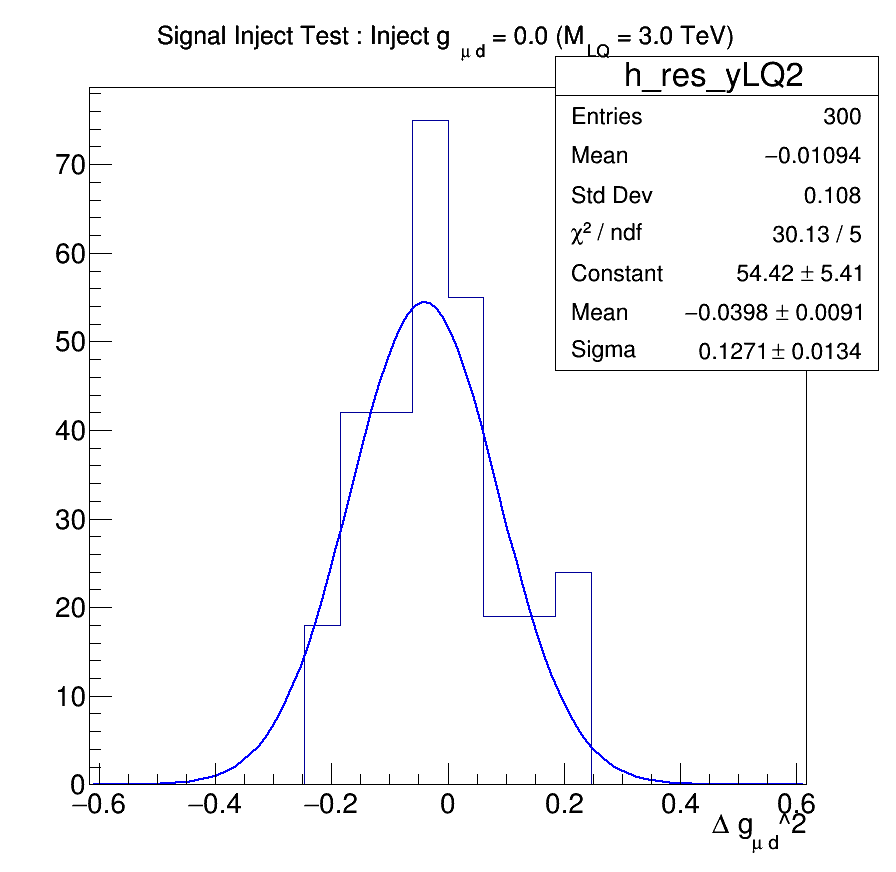 Signal Inject Test : Inject g μ d = 0.0 (M LQ = 3.0 TeV)
h_res_yLQ2
Entries 300
Mean −0.01094
Std Dev 0.108
χ² / ndf 30.13 / 5
Constant 54.42 ± 5.41
Mean −0.0398 ± 0.0091
Sigma 0.1271 ± 0.0134
70
60
50
40
30
20
10
0
−0.6 −0.4 −0.2 0 0.2 0.4 0.6
Δ g μ d ^2